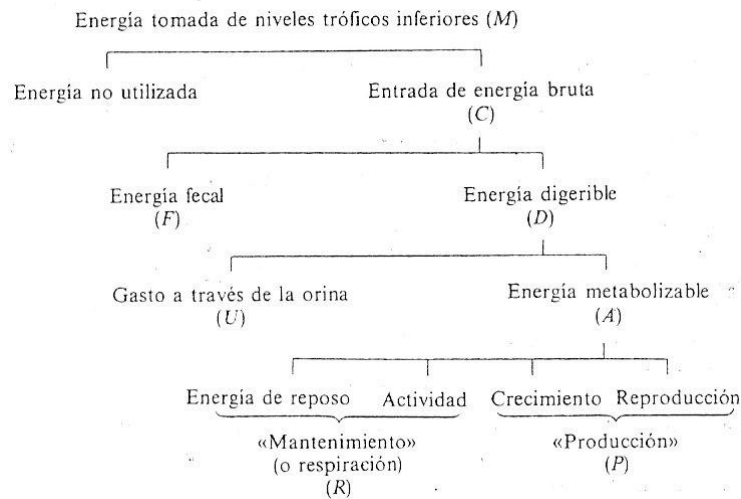 Energía tomada de niveles tróficos inferiores (M)
Energía no utilizada
Entrada de energía bruta
(C)
Energía fecal
(F)
Energía digerible
(D)
Gasto a través de la orina
(U)
Energía metabolizable
(A)
Energía de reposo Actividad Crecimiento Reproducción
«Mantenimiento»
(o respiración)
(R)
«Producción»
(P)